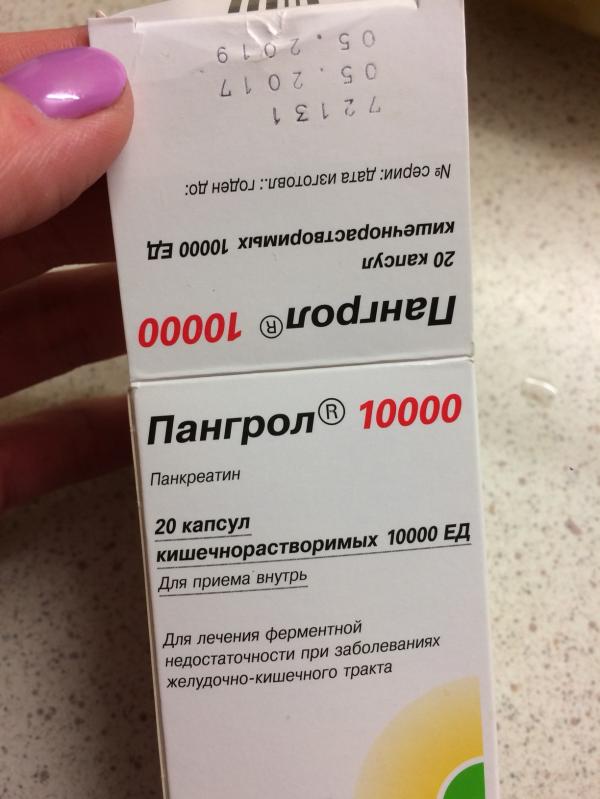 Пангрол® 10000
20 капсул
кишечнорастворимых 10000 ЕД
№ серии: дата изготовл.: годен до:
72131
05.2017
05.2019
Пангрол® 10000
Панкреатин
20 капсул
кишечнорастворимых 10000 ЕД
Для приема внутрь
Для лечения ферментной
недостаточности при заболеваниях
желудочно-кишечного тракта